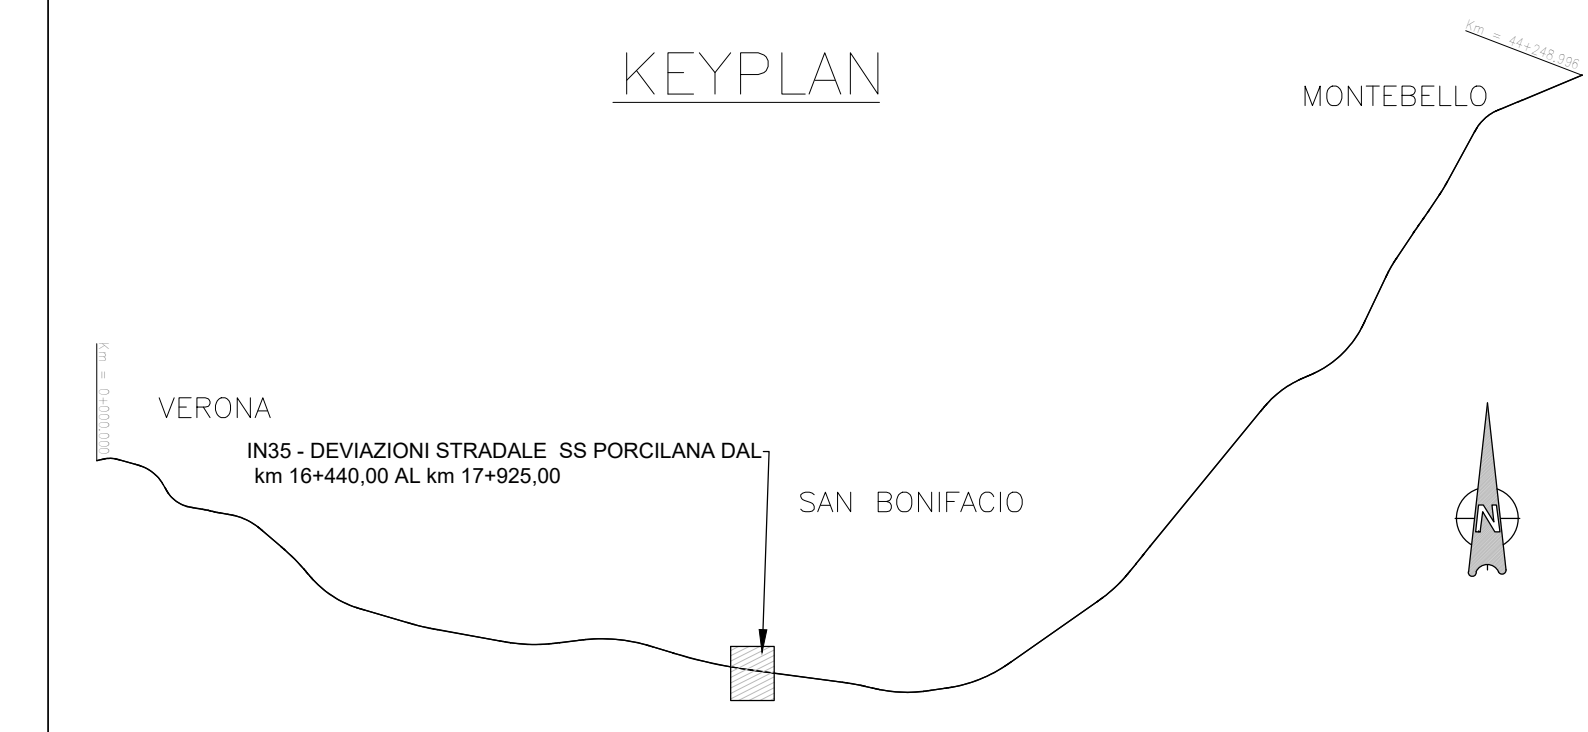 KEYPLAN
Km = 44+248,996
MONTEBELLO
Km = 0+000,000
VERONA
IN35 - DEVIAZIONI STRADALE SS PORCILANA DAL
km 16+440,00 AL km 17+925,00
SAN BONIFACIO
N